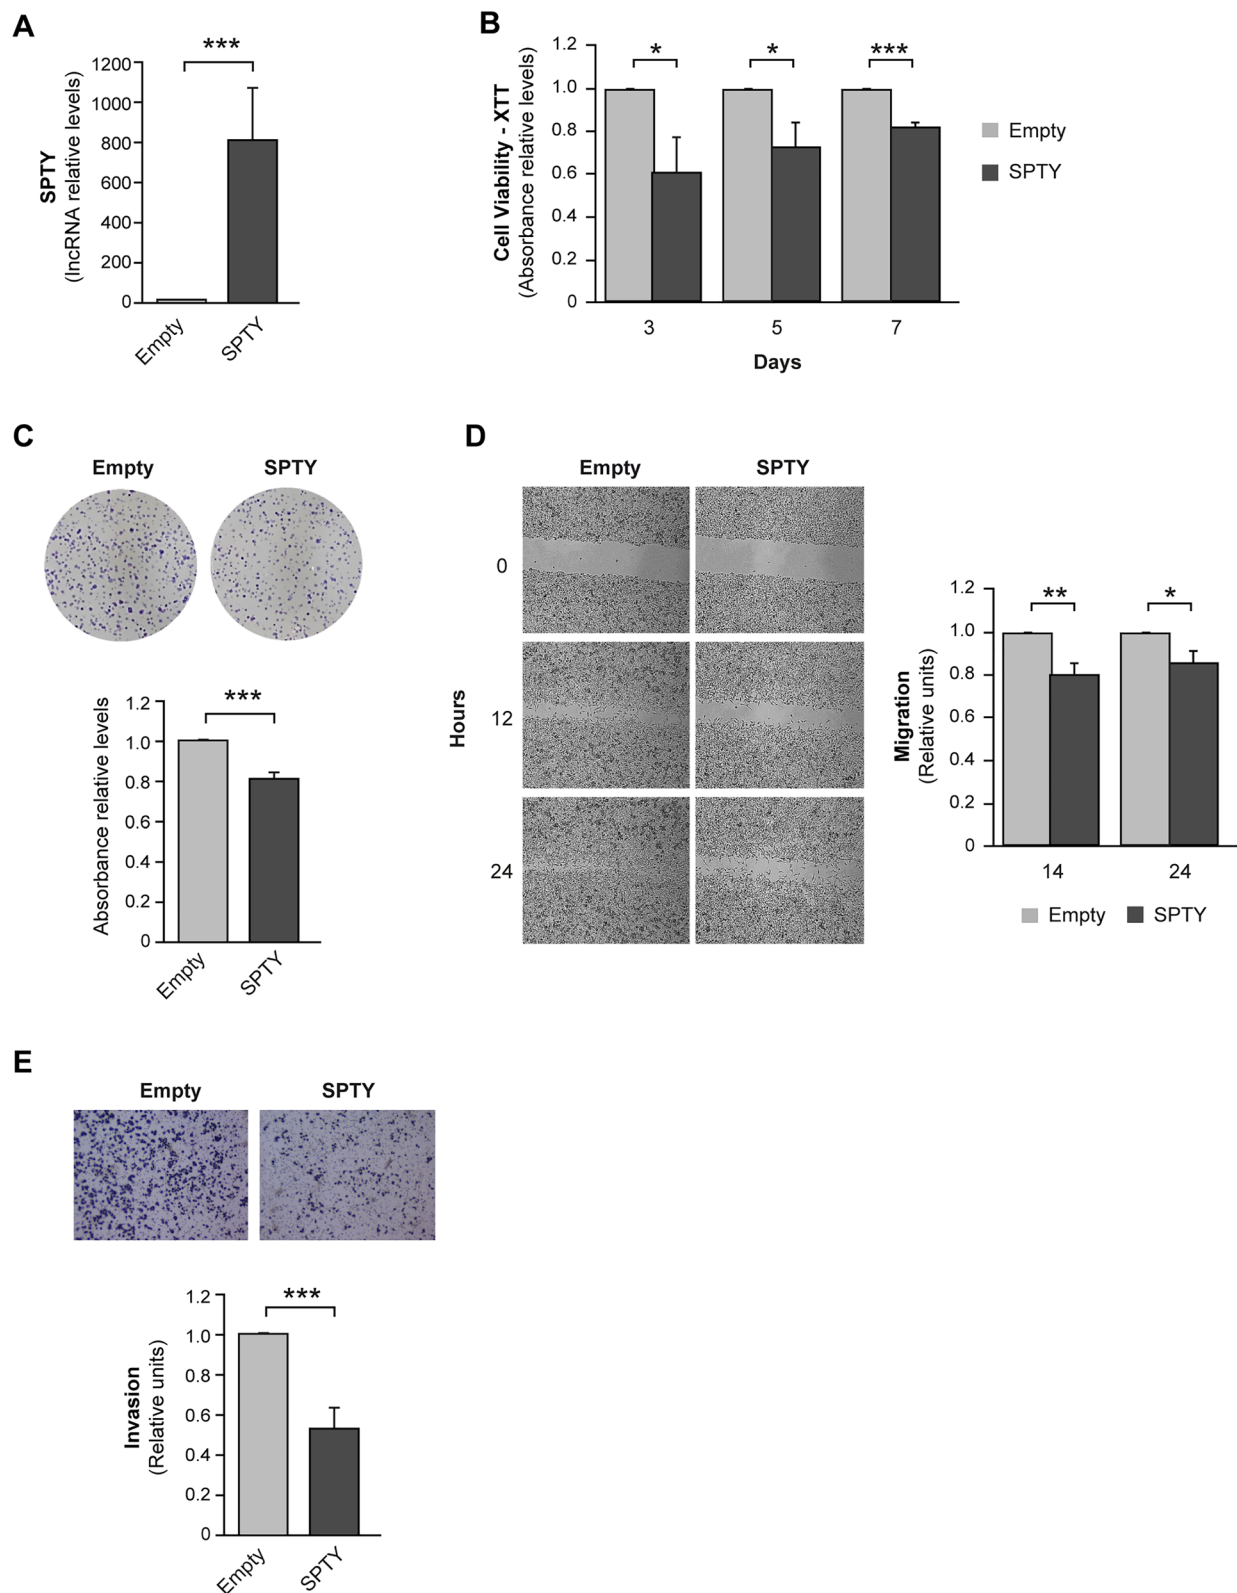 A
***
SPTY
(lncRNA relative levels)
1200
1000
800
600
400
200
0
Empty
SPTY
B
Cell Viability - XTT
(Absorbance relative levels)
1.2
1.0
0.8
0.6
0.4
0.2
0
*
*
***
3
5
7
Days
Empty
SPTY
C
Empty
SPTY
Absorbance relative levels
1.2
1.0
0.8
0.6
0.4
0.2
0
***
Empty
SPTY
D
Empty
SPTY
Hours
0
12
24
Migration
(Relative units)
1.2
1.0
0.8
0.6
0.4
0.2
0
**
*
14
24
Empty
SPTY
E
Empty
SPTY
Invasion
(Relative units)
1.2
1.0
0.8
0.6
0.4
0.2
0
***
Empty
SPTY